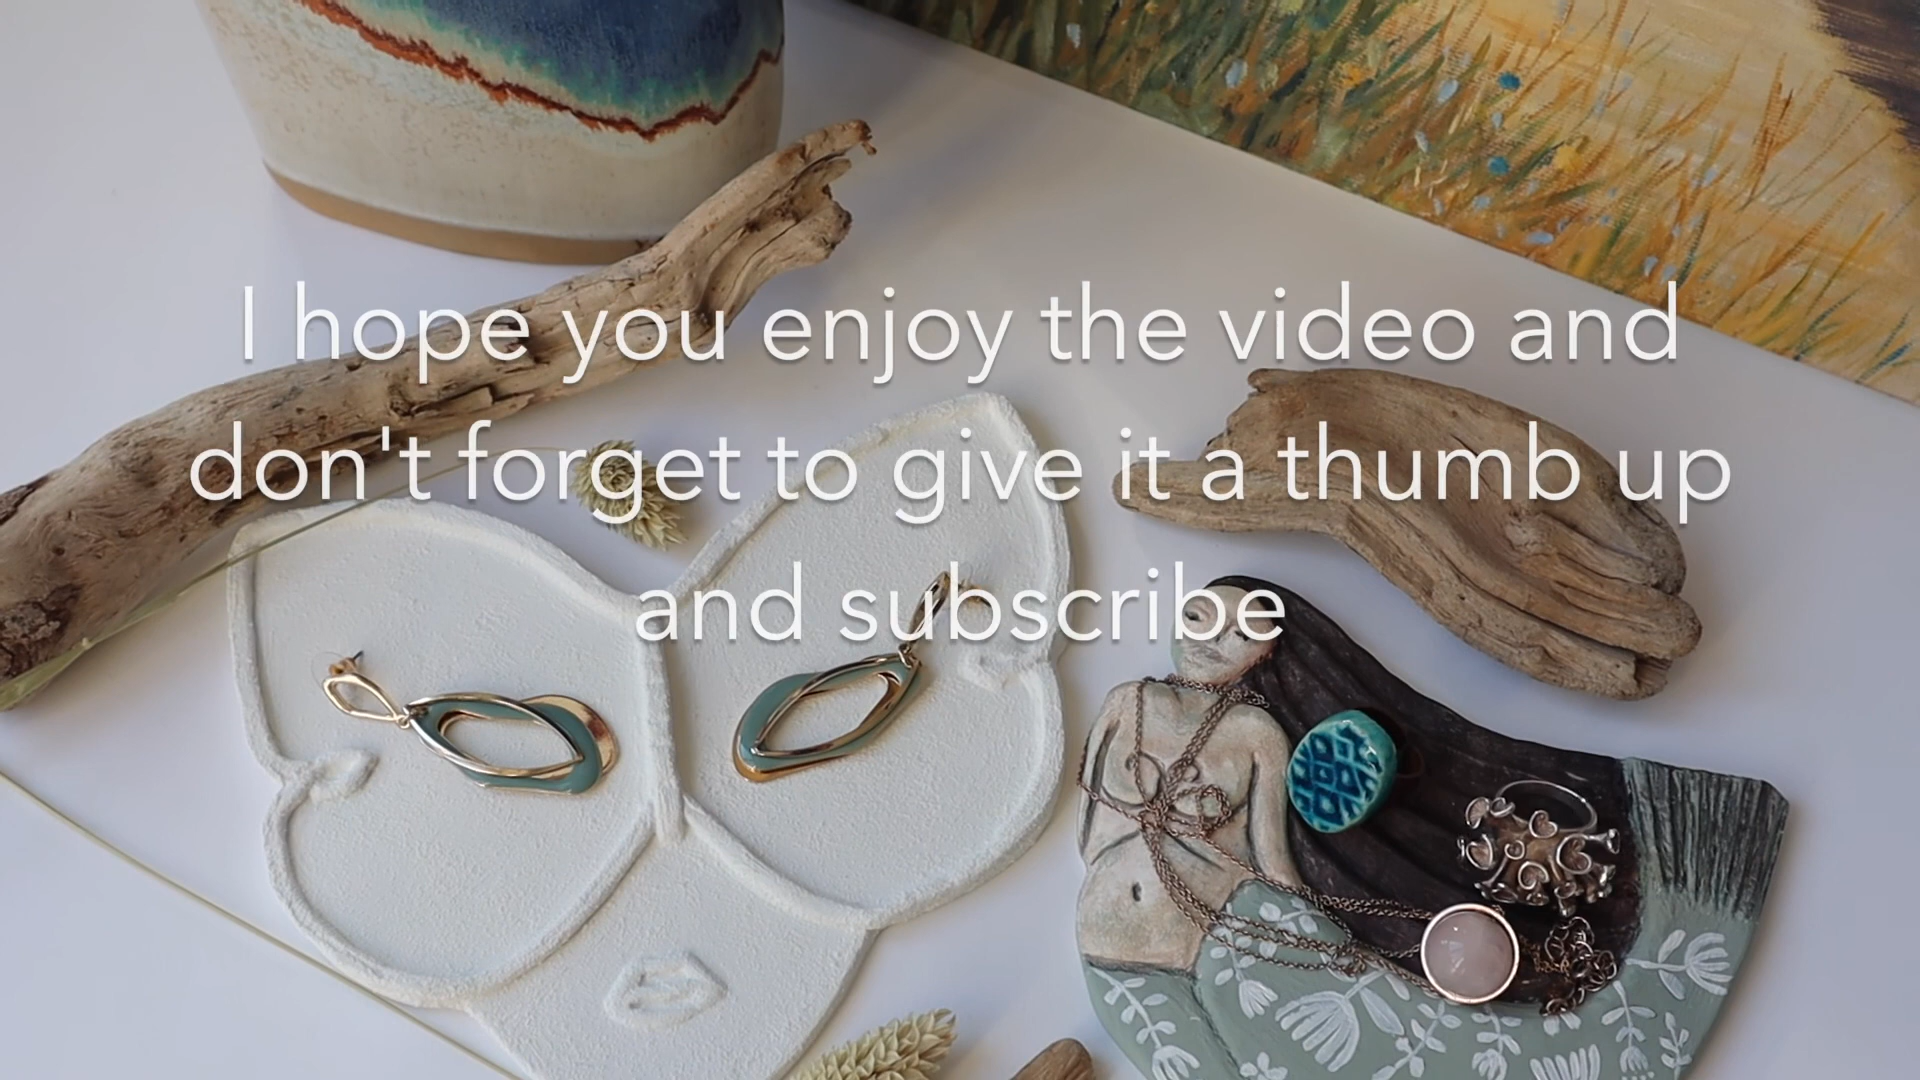 I hope you enjoy the video and
don't forget to give it a thumb up
and subscribe